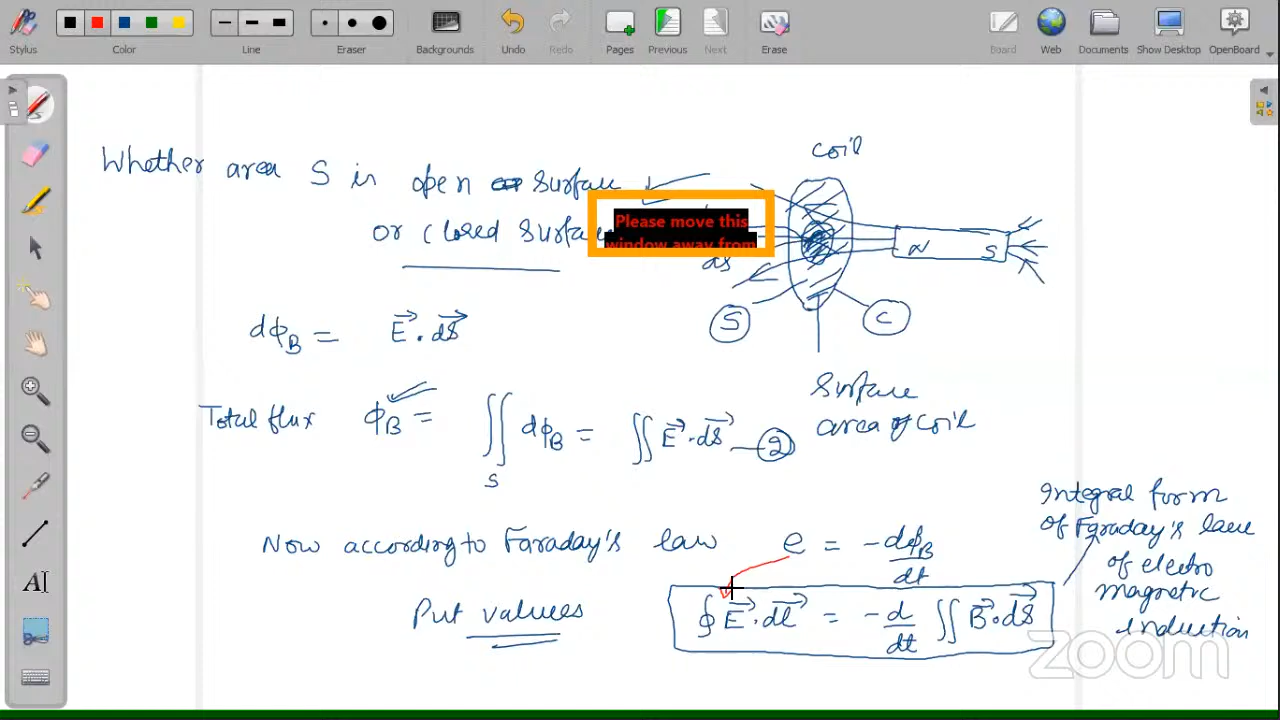 Stylus Color Line Eraser Backgrounds Undo Redo Pages Previous Next Erase Board Web Documents Show Desktop OpenBoard
coil
Whether area S is open surface
or closed surface
Please move this
window away from
ds
N S
S C
dϕB = E⃗ . dS⃗
Surface
area of coil
Total flux ϕB = ∬ dϕB = ∬ E⃗ . dS⃗ — 2
S
Integral form
of Faraday's law
of electro
magnetic
induction
Now according to Faraday's law e = -dϕB/dt
Put values ∮ E⃗ . dl⃗ = -d/dt ∬ B⃗ . dS⃗
zoom